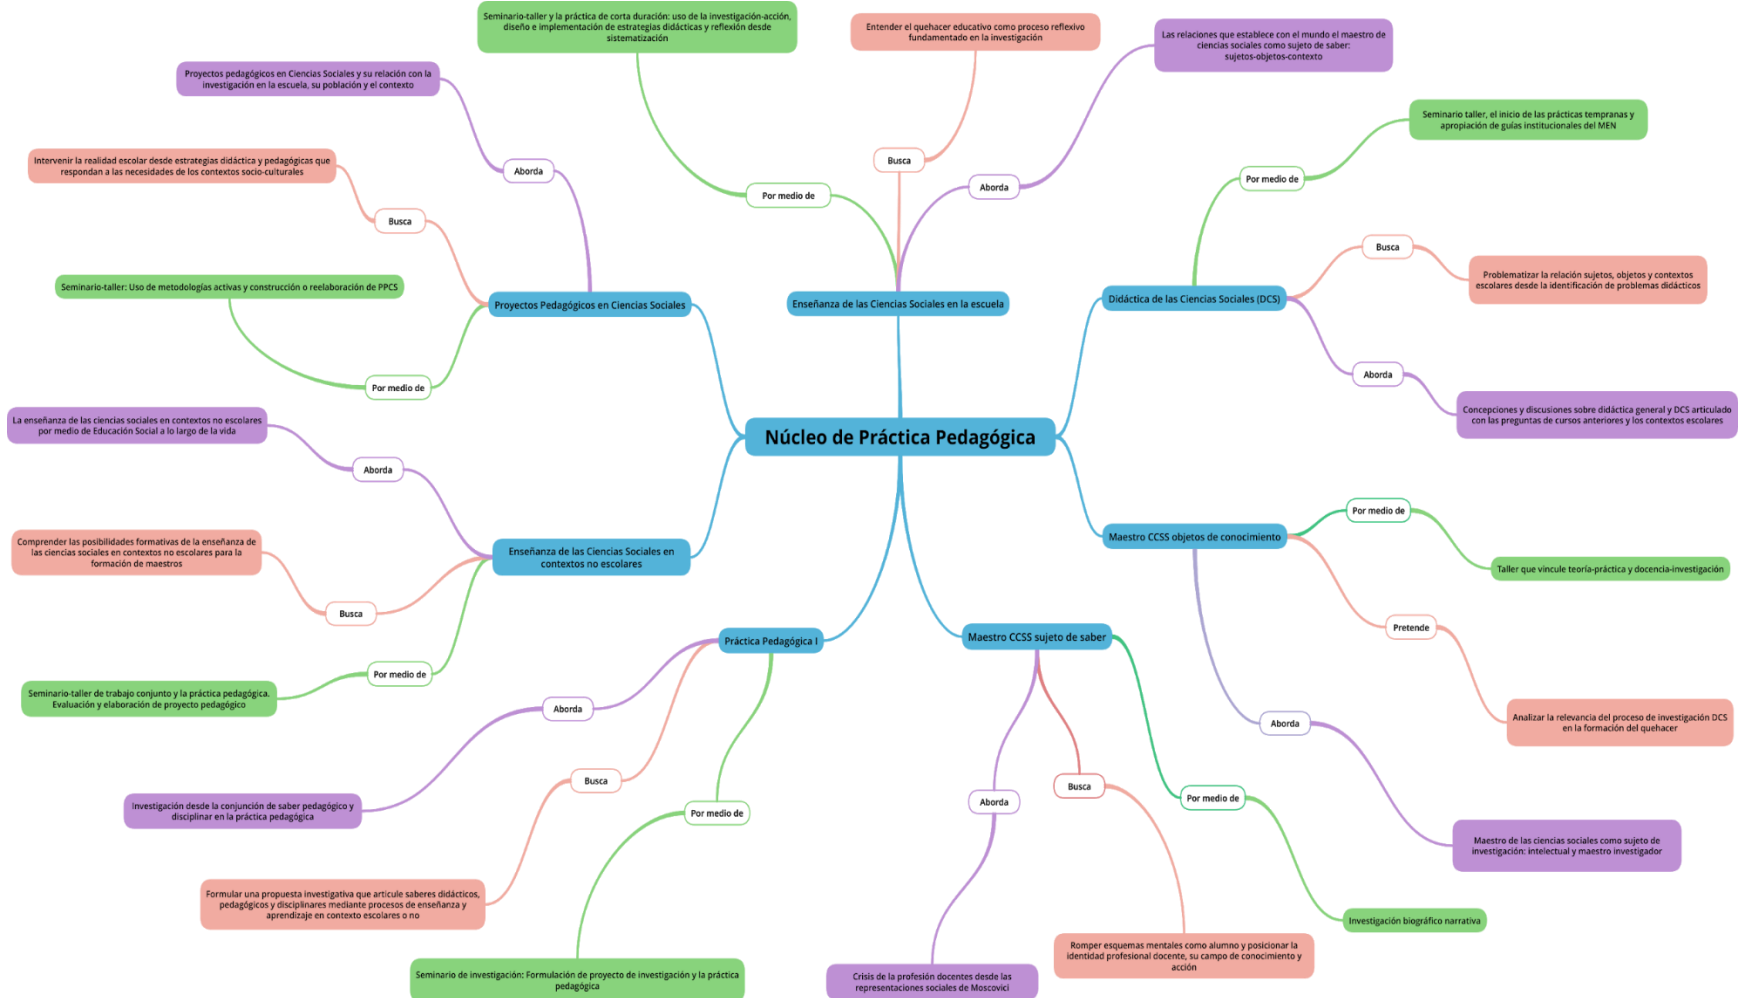 Seminario-taller y la práctica de corta duración: uso de la investigación-acción,
diseño e implementación de estrategias didácticas y reflexión desde
sistematización
Entender el quehacer educativo como proceso reflexivo
fundamentado en la investigación
Las relaciones que establece con el mundo el maestro de
ciencias sociales como sujeto de saber:
sujetos-objetos-contexto
Proyectos pedagógicos en Ciencias Sociales y su relación con la
investigación en la escuela, su población y el contexto
Seminario taller, el inicio de las prácticas tempranas y
apropiación de guías institucionales del MEN
Intervenir la realidad escolar desde estrategias didáctica y pedagógicas que
respondan a las necesidades de los contextos socio-culturales
Aborda
Busca
Por medio de
Aborda
Por medio de
Busca
Busca
Problematizar la relación sujetos, objetos y contextos
escolares desde la identificación de problemas didácticos
Seminario-taller: Uso de metodologías activas y construcción o reelaboración de PPCS
Proyectos Pedagógicos en Ciencias Sociales
Enseñanza de las Ciencias Sociales en la escuela
Didáctica de las Ciencias Sociales (DCS)
Por medio de
Aborda
La enseñanza de las ciencias sociales en contextos no escolares
por medio de Educación Social a lo largo de la vida
Concepciones y discusiones sobre didáctica general y DCS articulado
con las preguntas de cursos anteriores y los contextos escolares
Núcleo de Práctica Pedagógica
Aborda
Por medio de
Comprender las posibilidades formativas de la enseñanza de
las ciencias sociales en contextos no escolares para la
formación de maestros
Enseñanza de las Ciencias Sociales en
contextos no escolares
Maestro CCSS objetos de conocimiento
Taller que vincule teoría-práctica y docencia-investigación
Busca
Pretende
Práctica Pedagógica I
Maestro CCSS sujeto de saber
Por medio de
Seminario-taller de trabajo conjunto y la práctica pedagógica.
Evaluación y elaboración de proyecto pedagógico
Aborda
Aborda
Analizar la relevancia del proceso de investigación DCS
en la formación del quehacer
Busca
Busca
Aborda
Por medio de
Por medio de
Investigación desde la conjunción de saber pedagógico y
disciplinar en la práctica pedagógica
Maestro de las ciencias sociales como sujeto de
investigación: intelectual y maestro investigador
Formular una propuesta investigativa que articule saberes didácticos,
pedagógicos y disciplinares mediante procesos de enseñanza y
aprendizaje en contexto escolares o no
Investigación biográfico narrativa
Romper esquemas mentales como alumno y posicionar la
identidad profesional docente, su campo de conocimiento y
acción
Seminario de investigación: Formulación de proyecto de investigación y la práctica
pedagógica
Crisis de la profesión docentes desde las
representaciones sociales de Moscovici